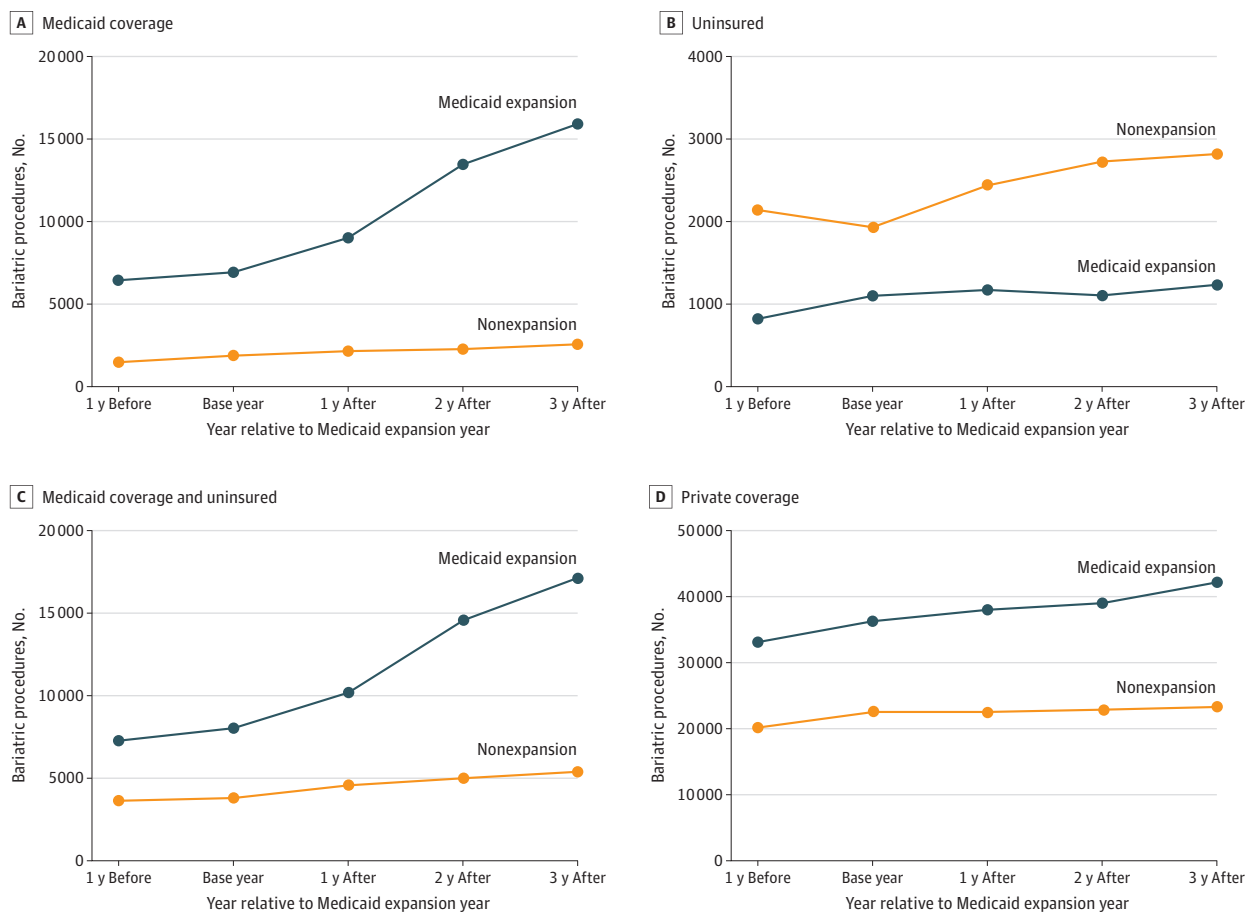 A Medicaid coverage
20 000
15 000
10 000
5000
0
Bariatric procedures, No.
Medicaid expansion
Nonexpansion
1 y Before Base year 1 y After 2 y After 3 y After
Year relative to Medicaid expansion year
B Uninsured
4000
3000
2000
1000
0
Bariatric procedures, No.
Nonexpansion
Medicaid expansion
1 y Before Base year 1 y After 2 y After 3 y After
Year relative to Medicaid expansion year
C Medicaid coverage and uninsured
20 000
15 000
10 000
5000
0
Bariatric procedures, No.
Medicaid expansion
Nonexpansion
1 y Before Base year 1 y After 2 y After 3 y After
Year relative to Medicaid expansion year
D Private coverage
50 000
40 000
30 000
20 000
10 000
0
Bariatric procedures, No.
Medicaid expansion
Nonexpansion
1 y Before Base year 1 y After 2 y After 3 y After
Year relative to Medicaid expansion year